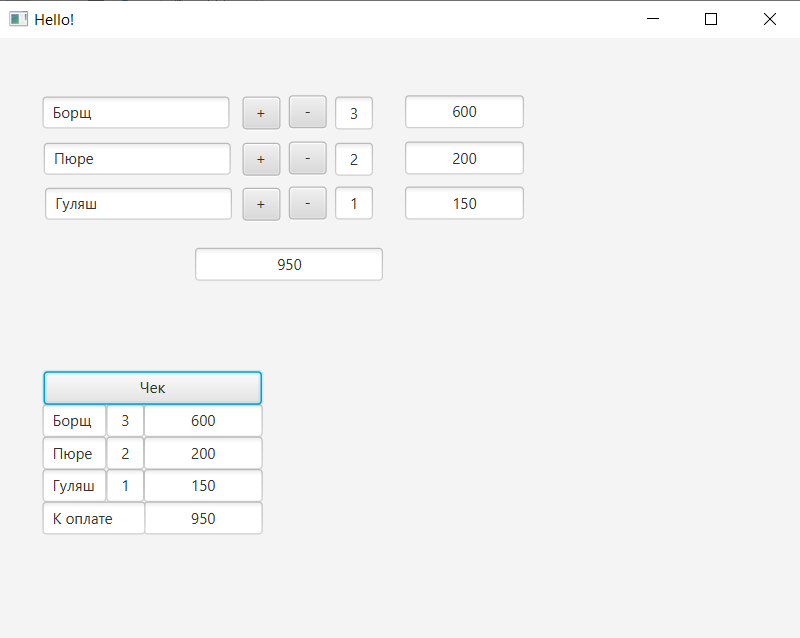 Hello!
Борщ + - 3 600
Пюре + - 2 200
Гуляш + - 1 150
950
Чек
Борщ 3 600
Пюре 2 200
Гуляш 1 150
К оплате 950